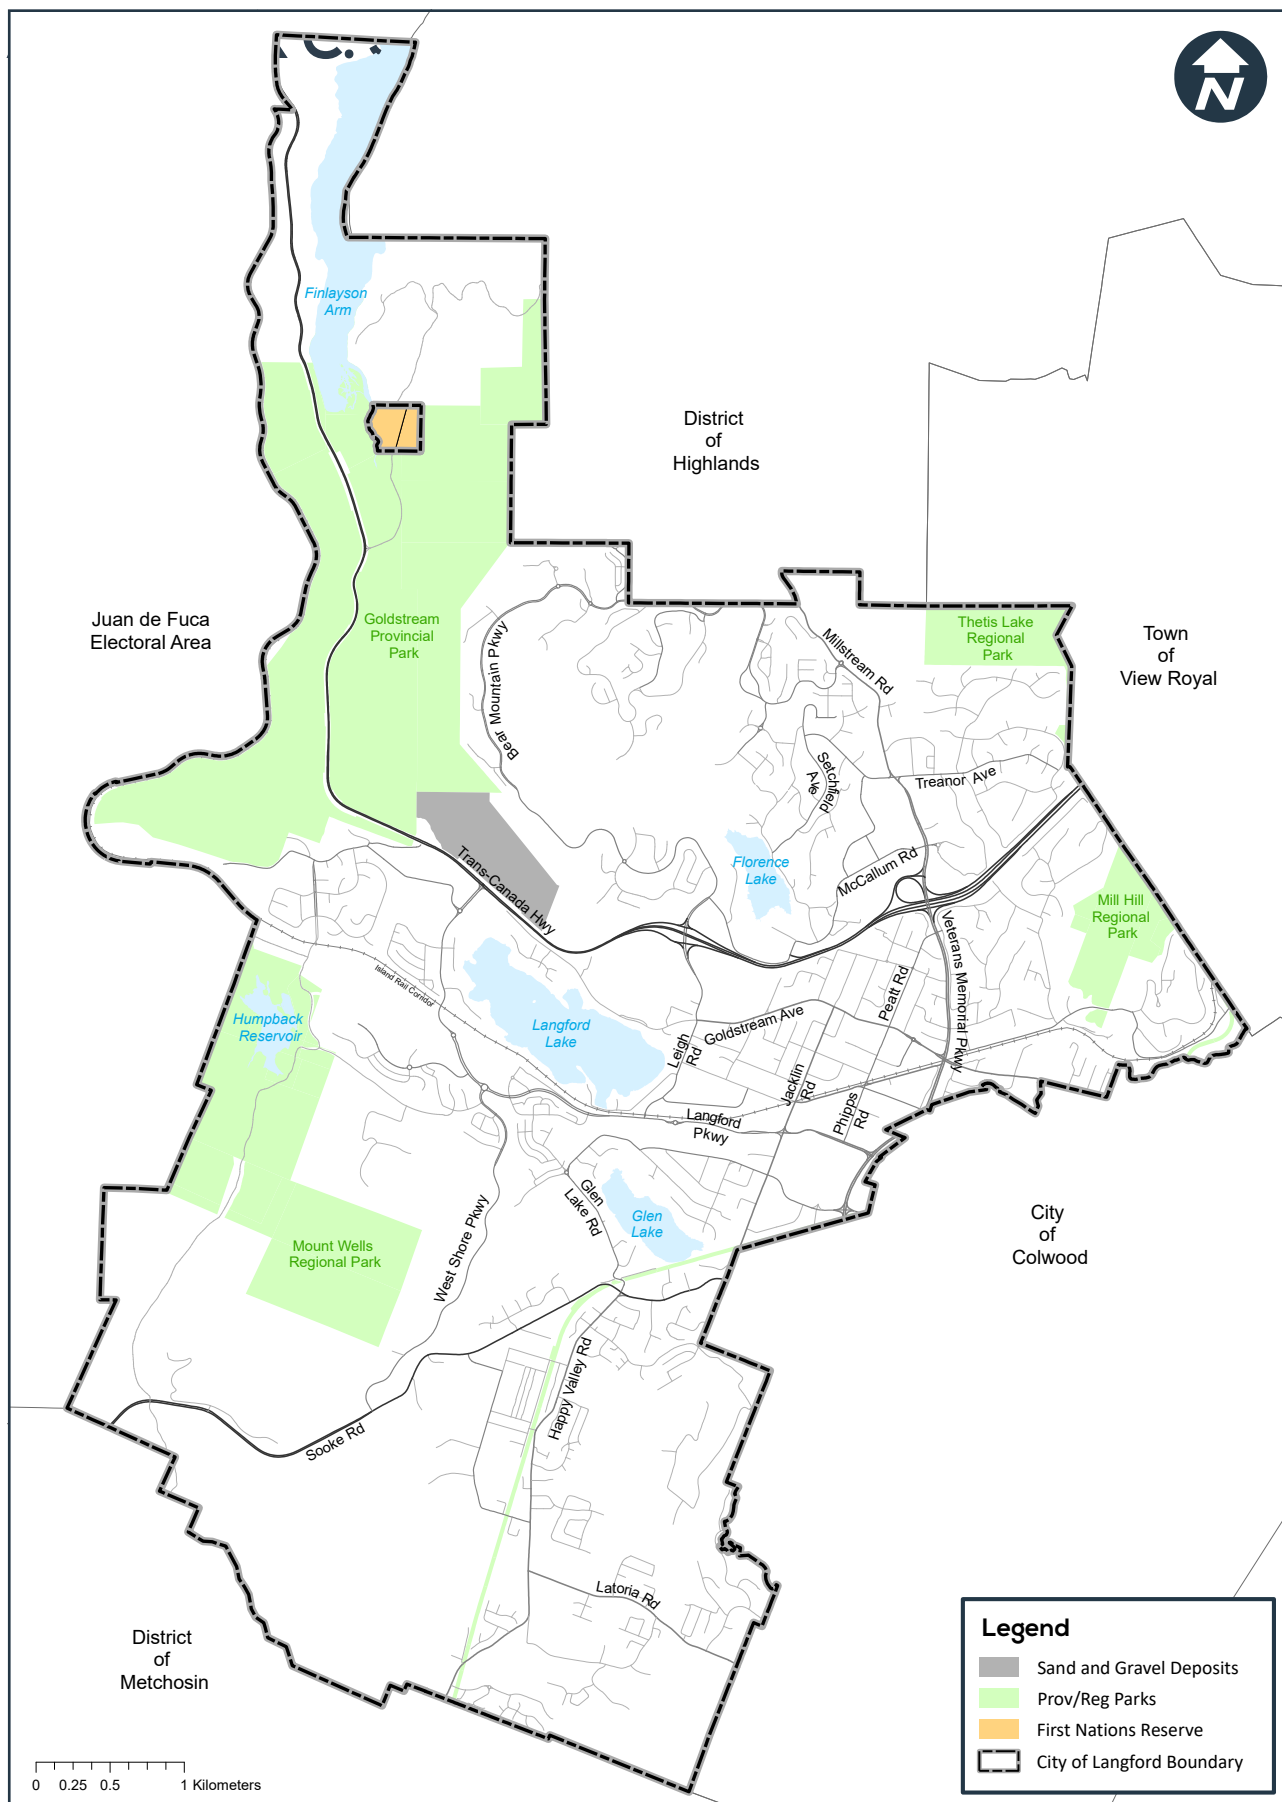 C.
N
Finlayson
Arm
District
of
Highlands
Juan de Fuca
Electoral Area
Goldstream
Provincial
Park
Bear Mountain Pkwy
Millstream Rd
Thetis Lake
Regional
Park
Town
of
View Royal
Setchfield
Ave
Treanor Ave
Trans-Canada Hwy
Florence
Lake
McCallum Rd
Mill Hill
Regional
Park
Veterans Memorial Pkwy
Peatt Rd
Island Rail Corridor
Humpback
Reservoir
Langford
Lake
Leigh
Rd
Goldstream Ave
Jacklin
Rd
Phipps
Rd
Langford
Pkwy
Glen
Lake Rd
Glen
Lake
West Shore Pkwy
Mount Wells
Regional Park
City
of
Colwood
Happy Valley Rd
Sooke Rd
Latoria Rd
District
of
Metchosin
Legend
Sand and Gravel Deposits
Prov/Reg Parks
First Nations Reserve
City of Langford Boundary
0 0.25 0.5 1 Kilometers